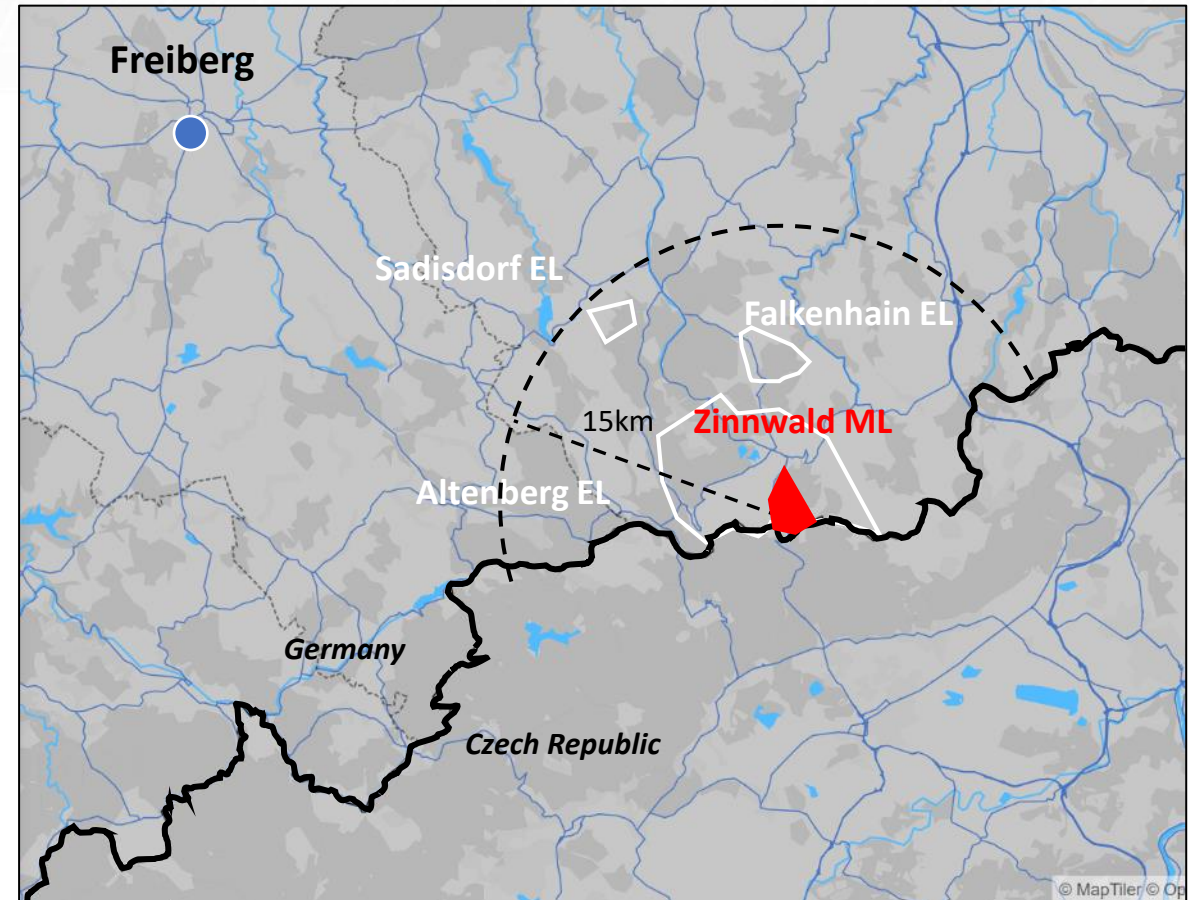 Freiberg
Sadisdorf EL
Falkenhain EL
15km
Zinnwald ML
Altenberg EL
Germany
Czech Republic
© MapTiler © Op